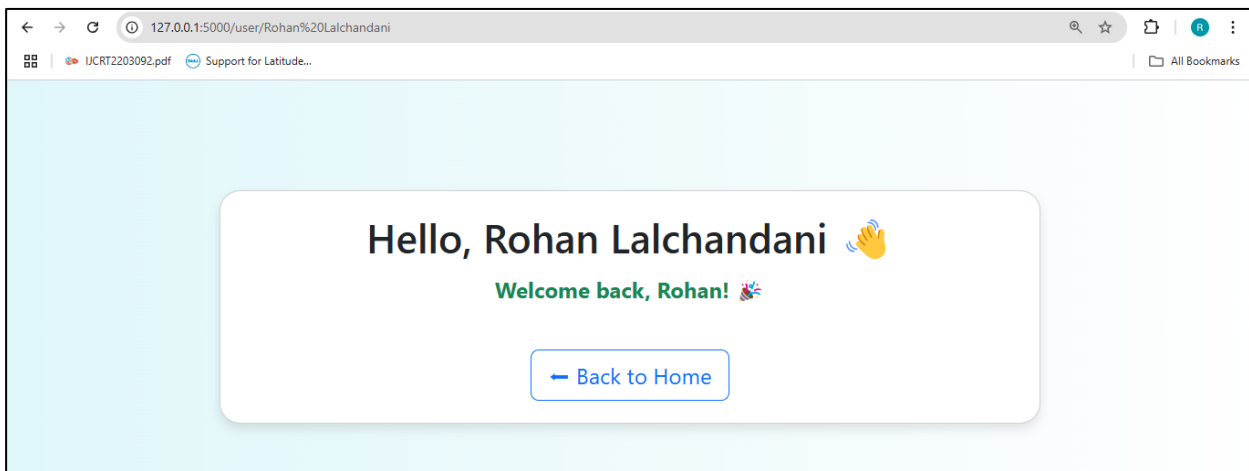 127.0.0.1:5000/user/Rohan%20Lalchandani
R
IJCRT2203092.pdf
DELL
Support for Latitude...
All Bookmarks
Hello, Rohan Lalchandani 👋
Welcome back, Rohan! 🎉
⬅ Back to Home